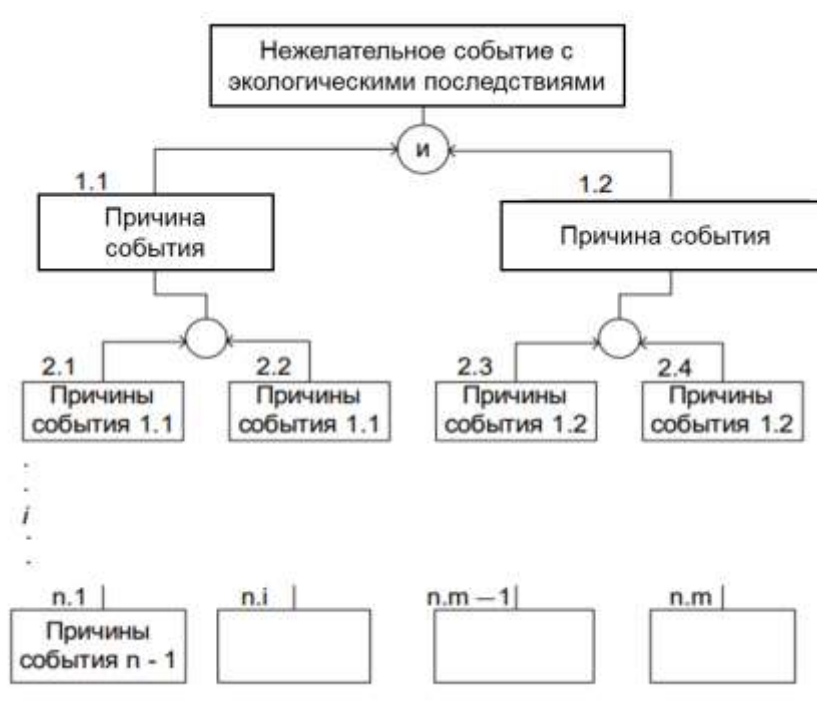 Нежелательное событие с
экологическими последствиями
и
1.1
1.2
Причина
события
Причина события
2.1
2.2
2.3
2.4
Причины
события 1.1
Причины
события 1.1
Причины
события 1.2
Причины
события 1.2
.
.
i
.
.
n.1
n.i
n.m — 1
n.m
Причины
события n - 1